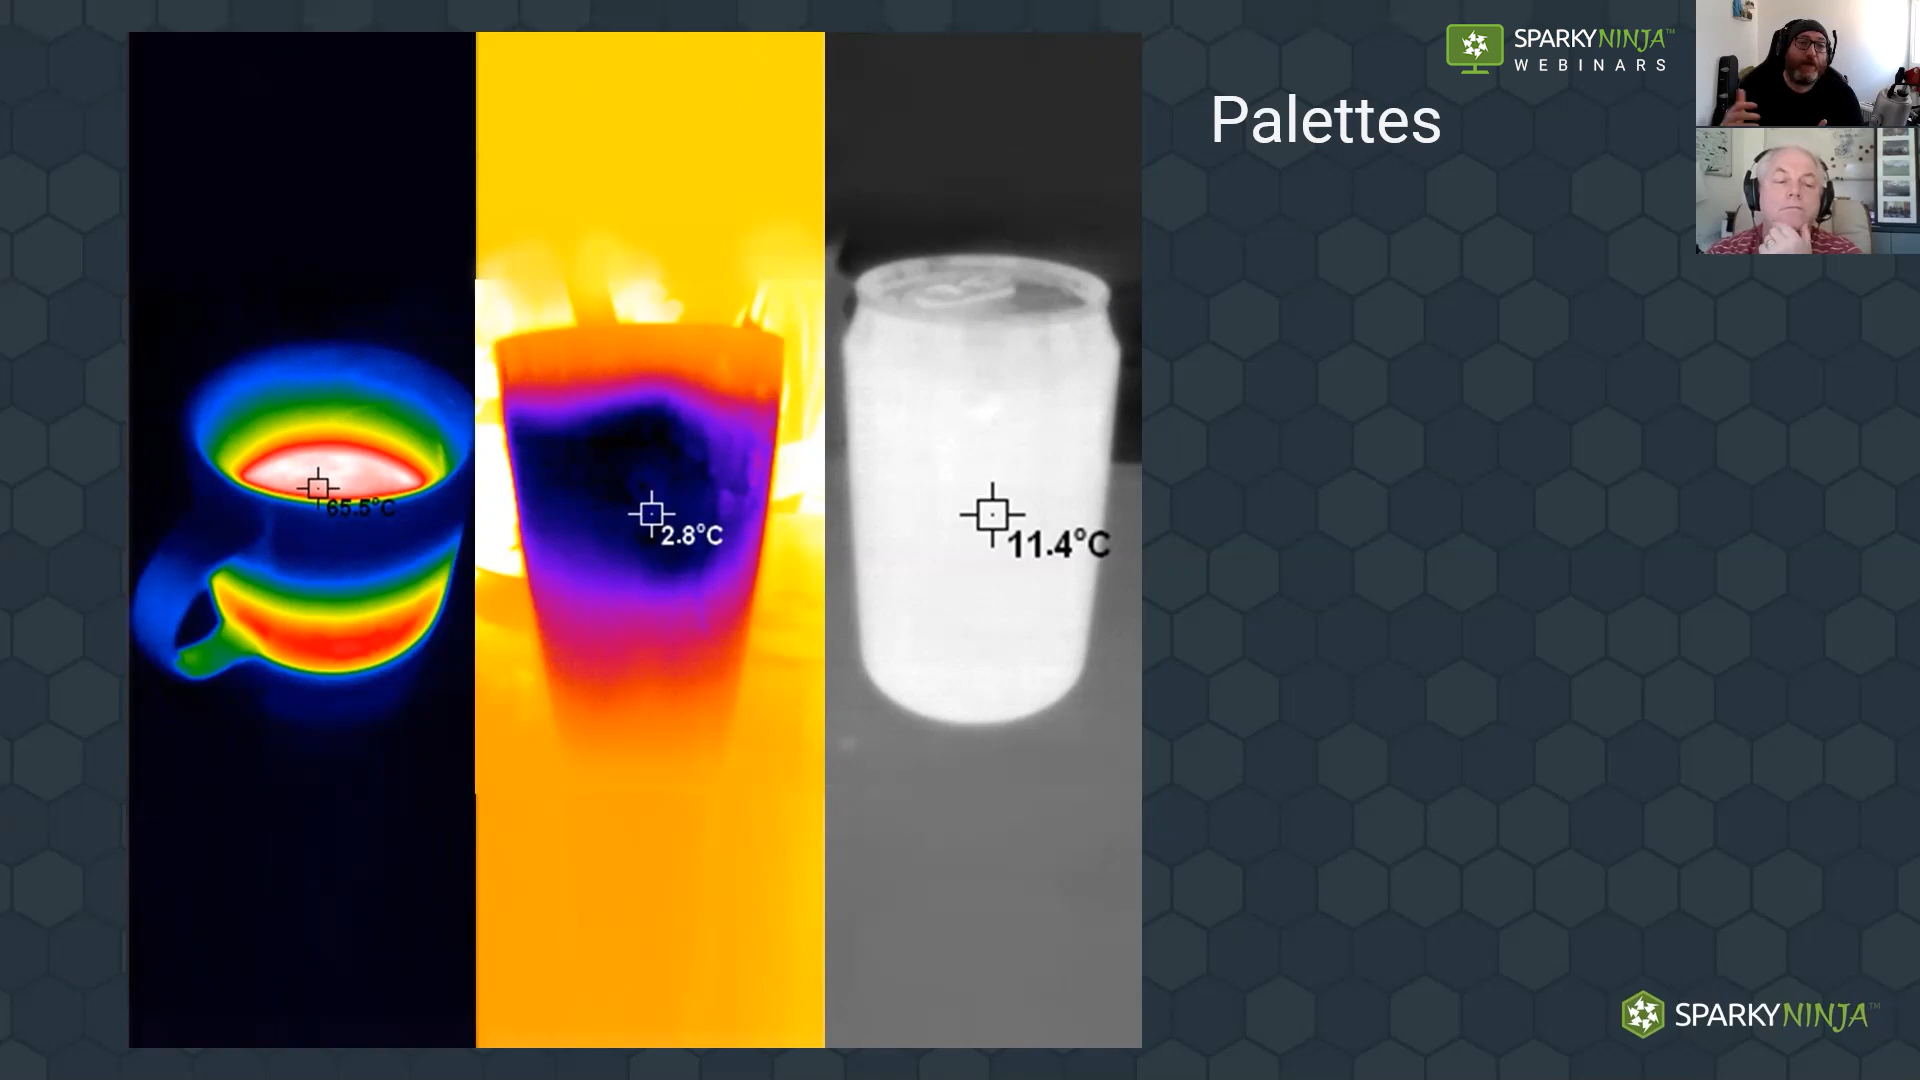 SPARKYNINJA™
WEBINARS
Palettes
65.5°C
2.8°C
11.4°C
SPARKYNINJA™